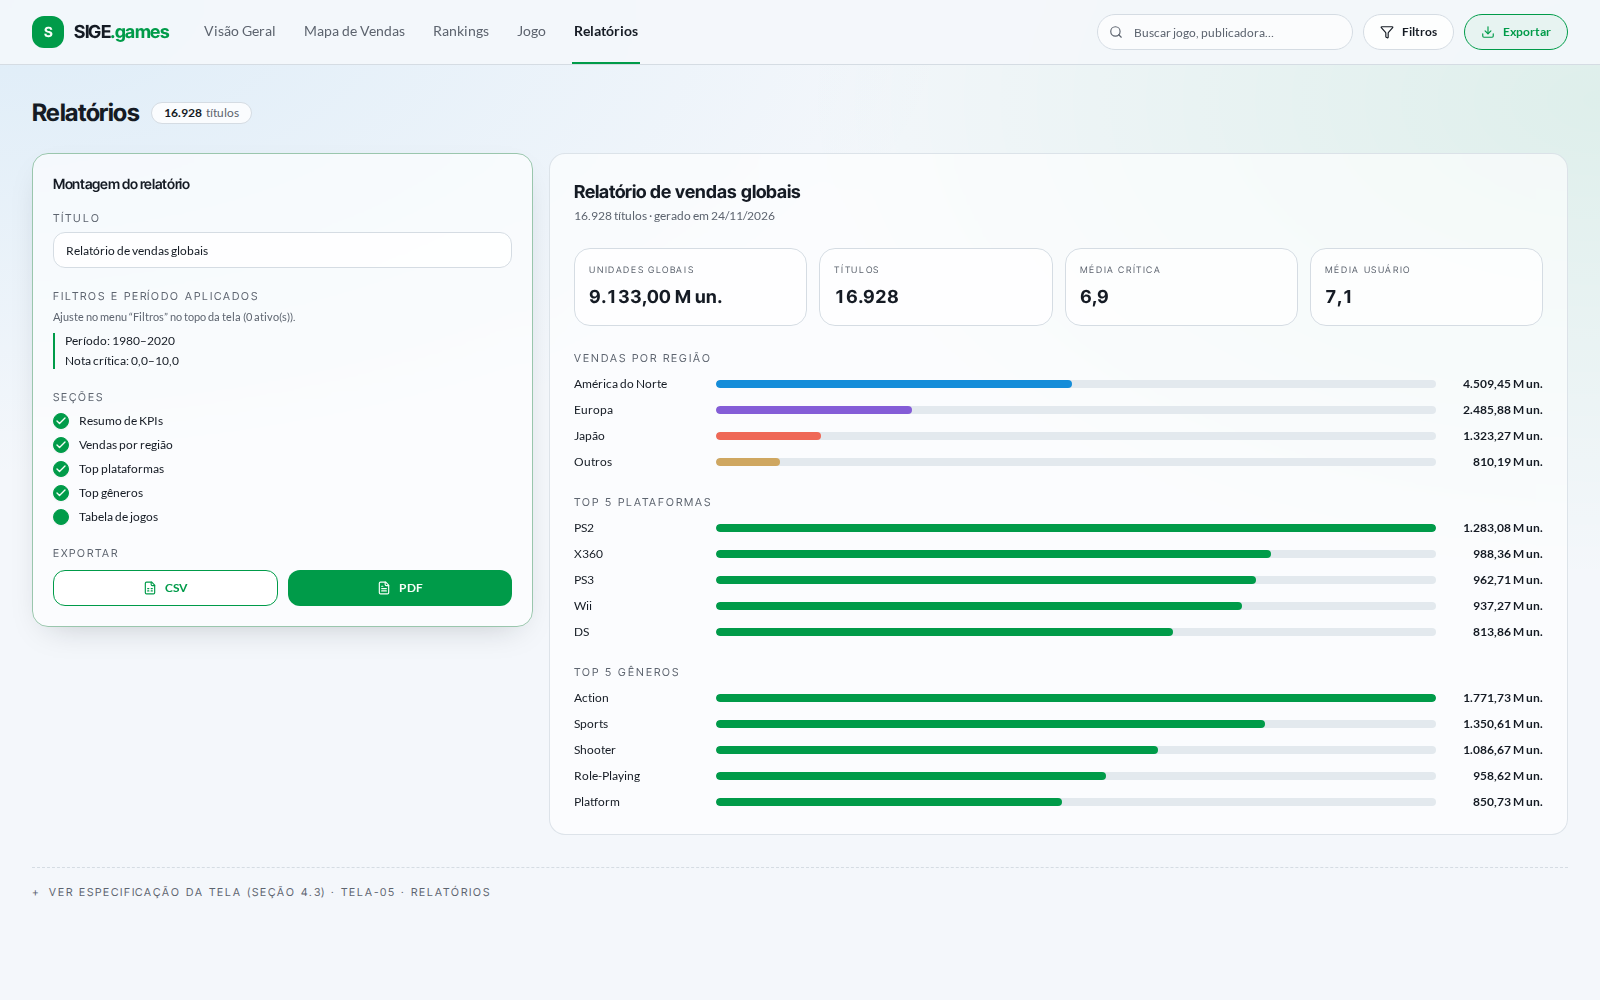 S SIGE.games Visão Geral Mapa de Vendas Rankings Jogo Relatórios Buscar jogo, publicadora... Filtros Exportar
Relatórios 16.928 títulos
Montagem do relatório
TÍTULO
Relatório de vendas globais
FILTROS E PERÍODO APLICADOS
Ajuste no menu “Filtros” no topo da tela (0 ativo(s)).
Período: 1980–2020
Nota crítica: 0,0–10,0
SEÇÕES
Resumo de KPIs
Vendas por região
Top plataformas
Top gêneros
Tabela de jogos
EXPORTAR
CSV PDF
Relatório de vendas globais
16.928 títulos · gerado em 24/11/2026
UNIDADES GLOBAIS
9.133,00 M un.
TÍTULOS
16.928
MÉDIA CRÍTICA
6,9
MÉDIA USUÁRIO
7,1
VENDAS POR REGIÃO
América do Norte 4.509,45 M un.
Europa 2.485,88 M un.
Japão 1.323,27 M un.
Outros 810,19 M un.
TOP 5 PLATAFORMAS
PS2 1.283,08 M un.
X360 988,36 M un.
PS3 962,71 M un.
Wii 937,27 M un.
DS 813,86 M un.
TOP 5 GÊNEROS
Action 1.771,73 M un.
Sports 1.350,61 M un.
Shooter 1.086,67 M un.
Role-Playing 958,62 M un.
Platform 850,73 M un.
+ VER ESPECIFICAÇÃO DA TELA (SEÇÃO 4.3) · TELA-05 · RELATÓRIOS